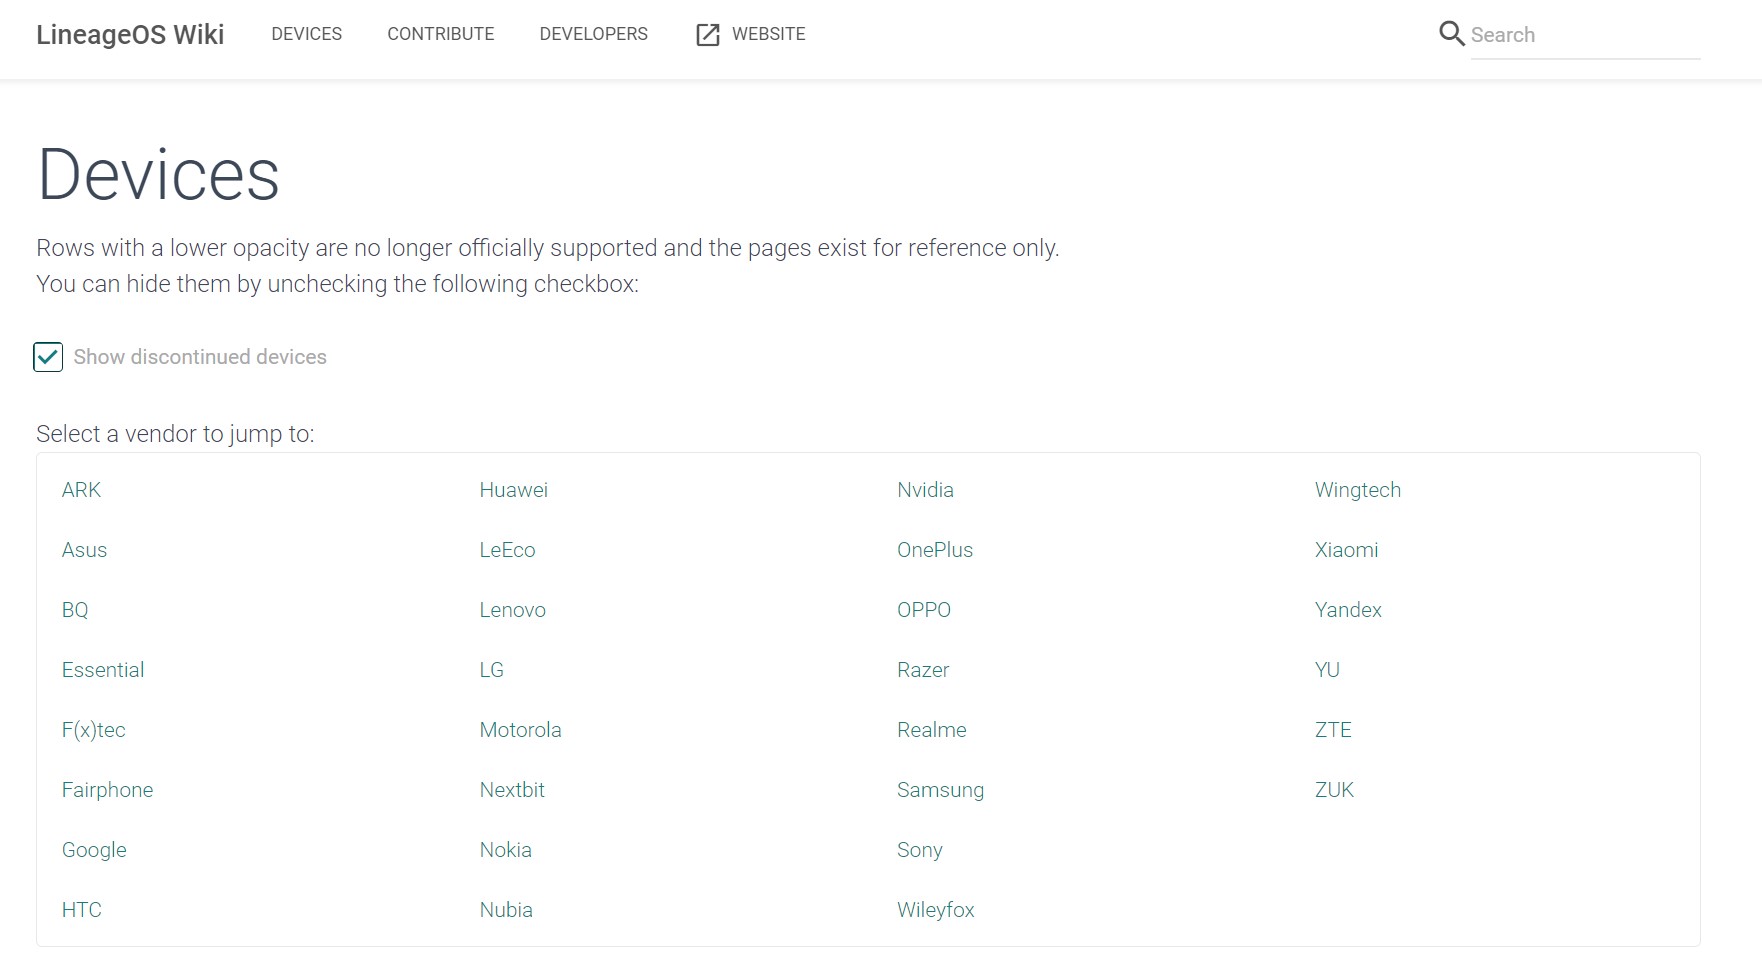 LineageOS Wiki DEVICES CONTRIBUTE DEVELOPERS WEBSITE Search
Devices
Rows with a lower opacity are no longer officially supported and the pages exist for reference only.
You can hide them by unchecking the following checkbox:
Show discontinued devices
Select a vendor to jump to:
ARK
Asus
BQ
Essential
F(x)tec
Fairphone
Google
HTC
Huawei
LeEco
Lenovo
LG
Motorola
Nextbit
Nokia
Nubia
Nvidia
OnePlus
OPPO
Razer
Realme
Samsung
Sony
Wileyfox
Wingtech
Xiaomi
Yandex
YU
ZTE
ZUK